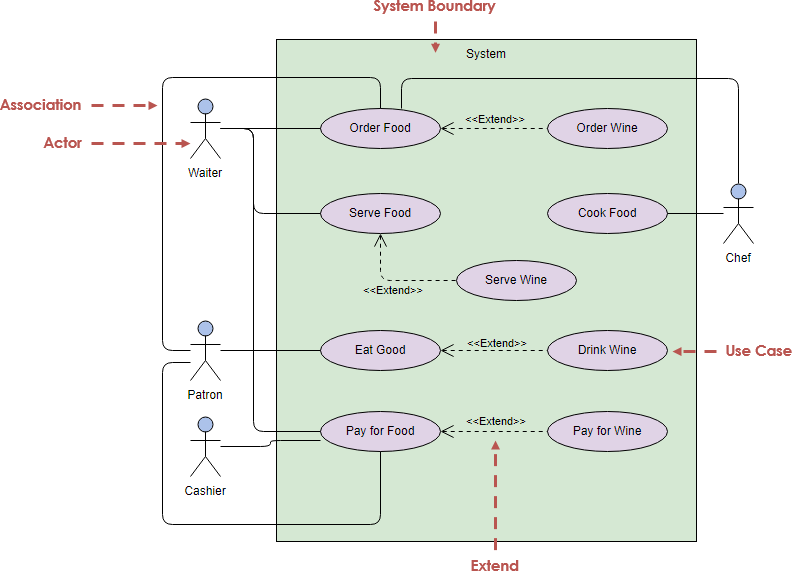 System Boundary
System
Association
Actor
Waiter
Order Food
<<Extend>>
Order Wine
Serve Food
Cook Food
Chef
<<Extend>>
Serve Wine
Patron
Eat Good
<<Extend>>
Drink Wine
Use Case
Cashier
Pay for Food
<<Extend>>
Pay for Wine
Extend